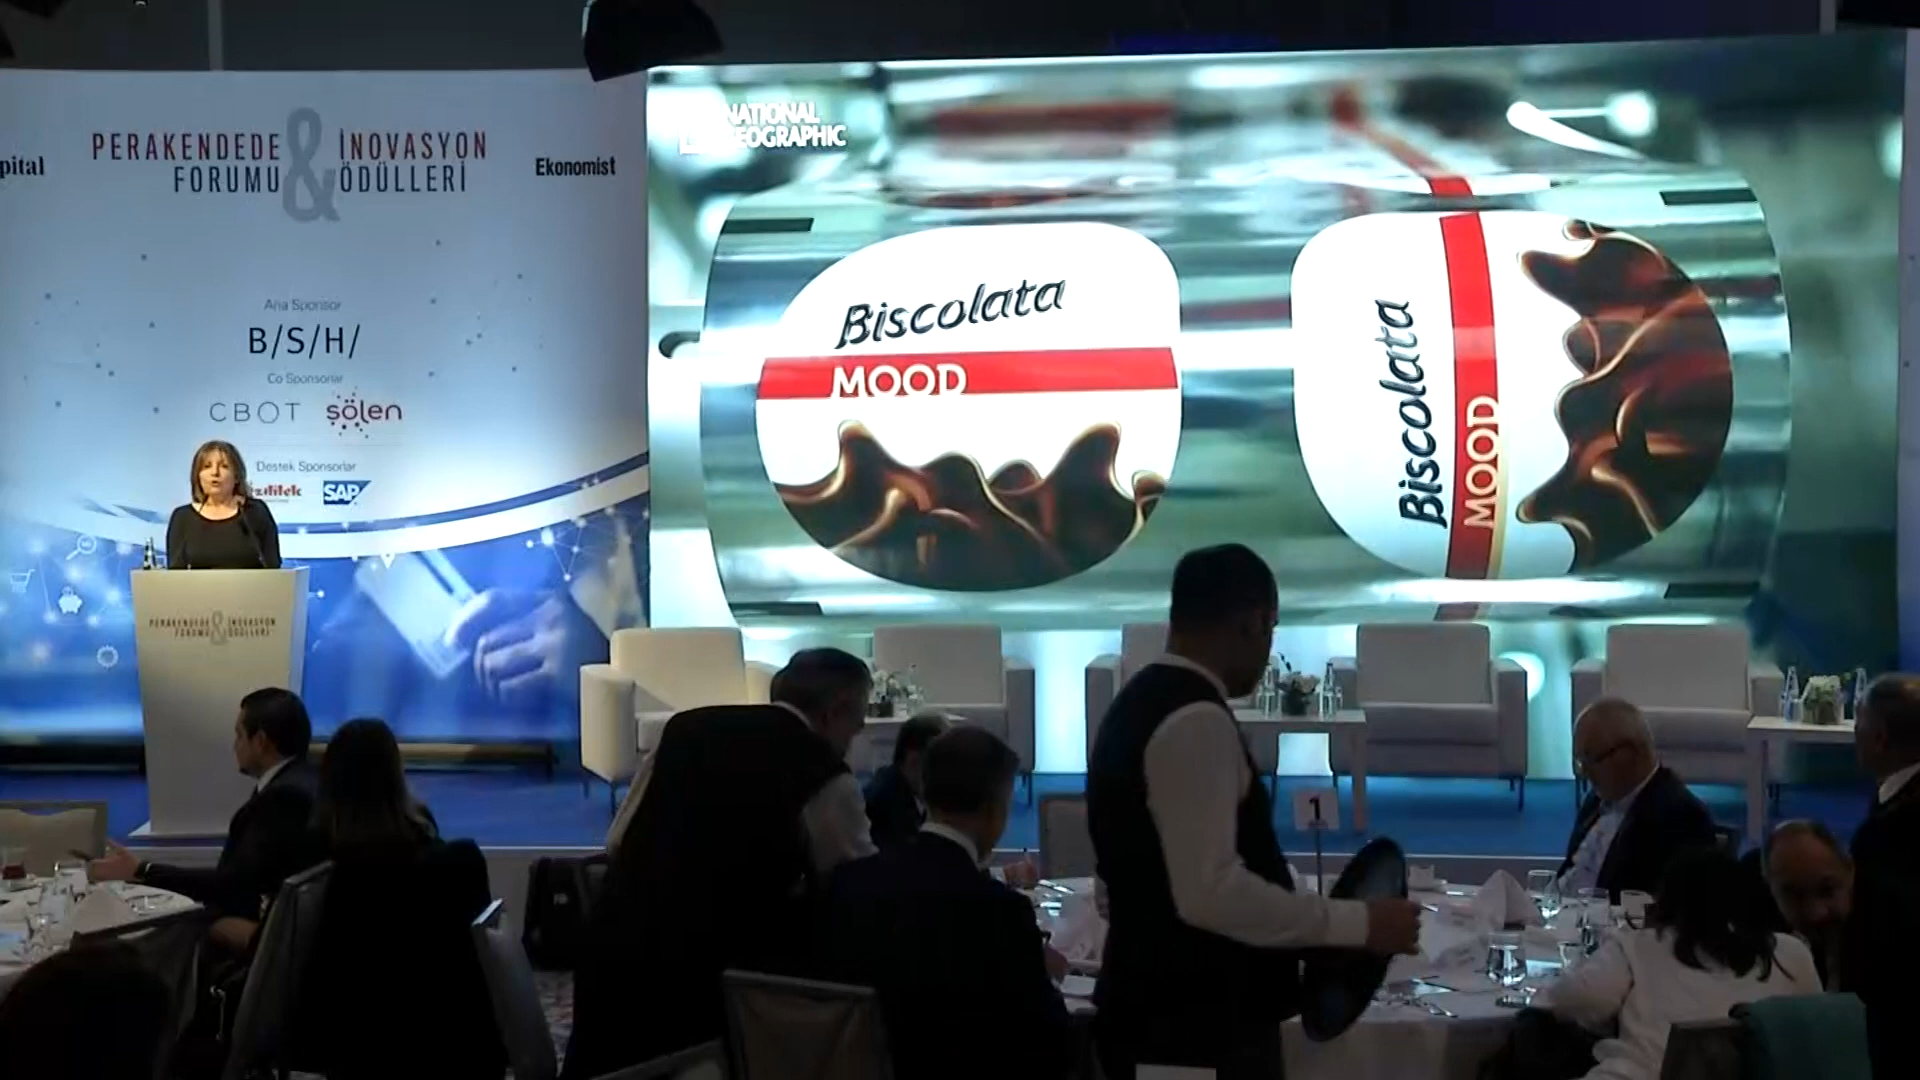 pital
PERAKENDEDE & İNOVASYON
FORUMU ÖDÜLLERİ
Ekonomist
Ana Sponsor
B/S/H/
Co Sponsorlar
CBOT şölen
Destek Sponsorlar
SAP
PERAKENDEDE & İNOVASYON
FORUMU ÖDÜLLERİ
NATIONAL
EOGRAPHIC
Biscolata
MOOD
Biscolata
MOOD
1